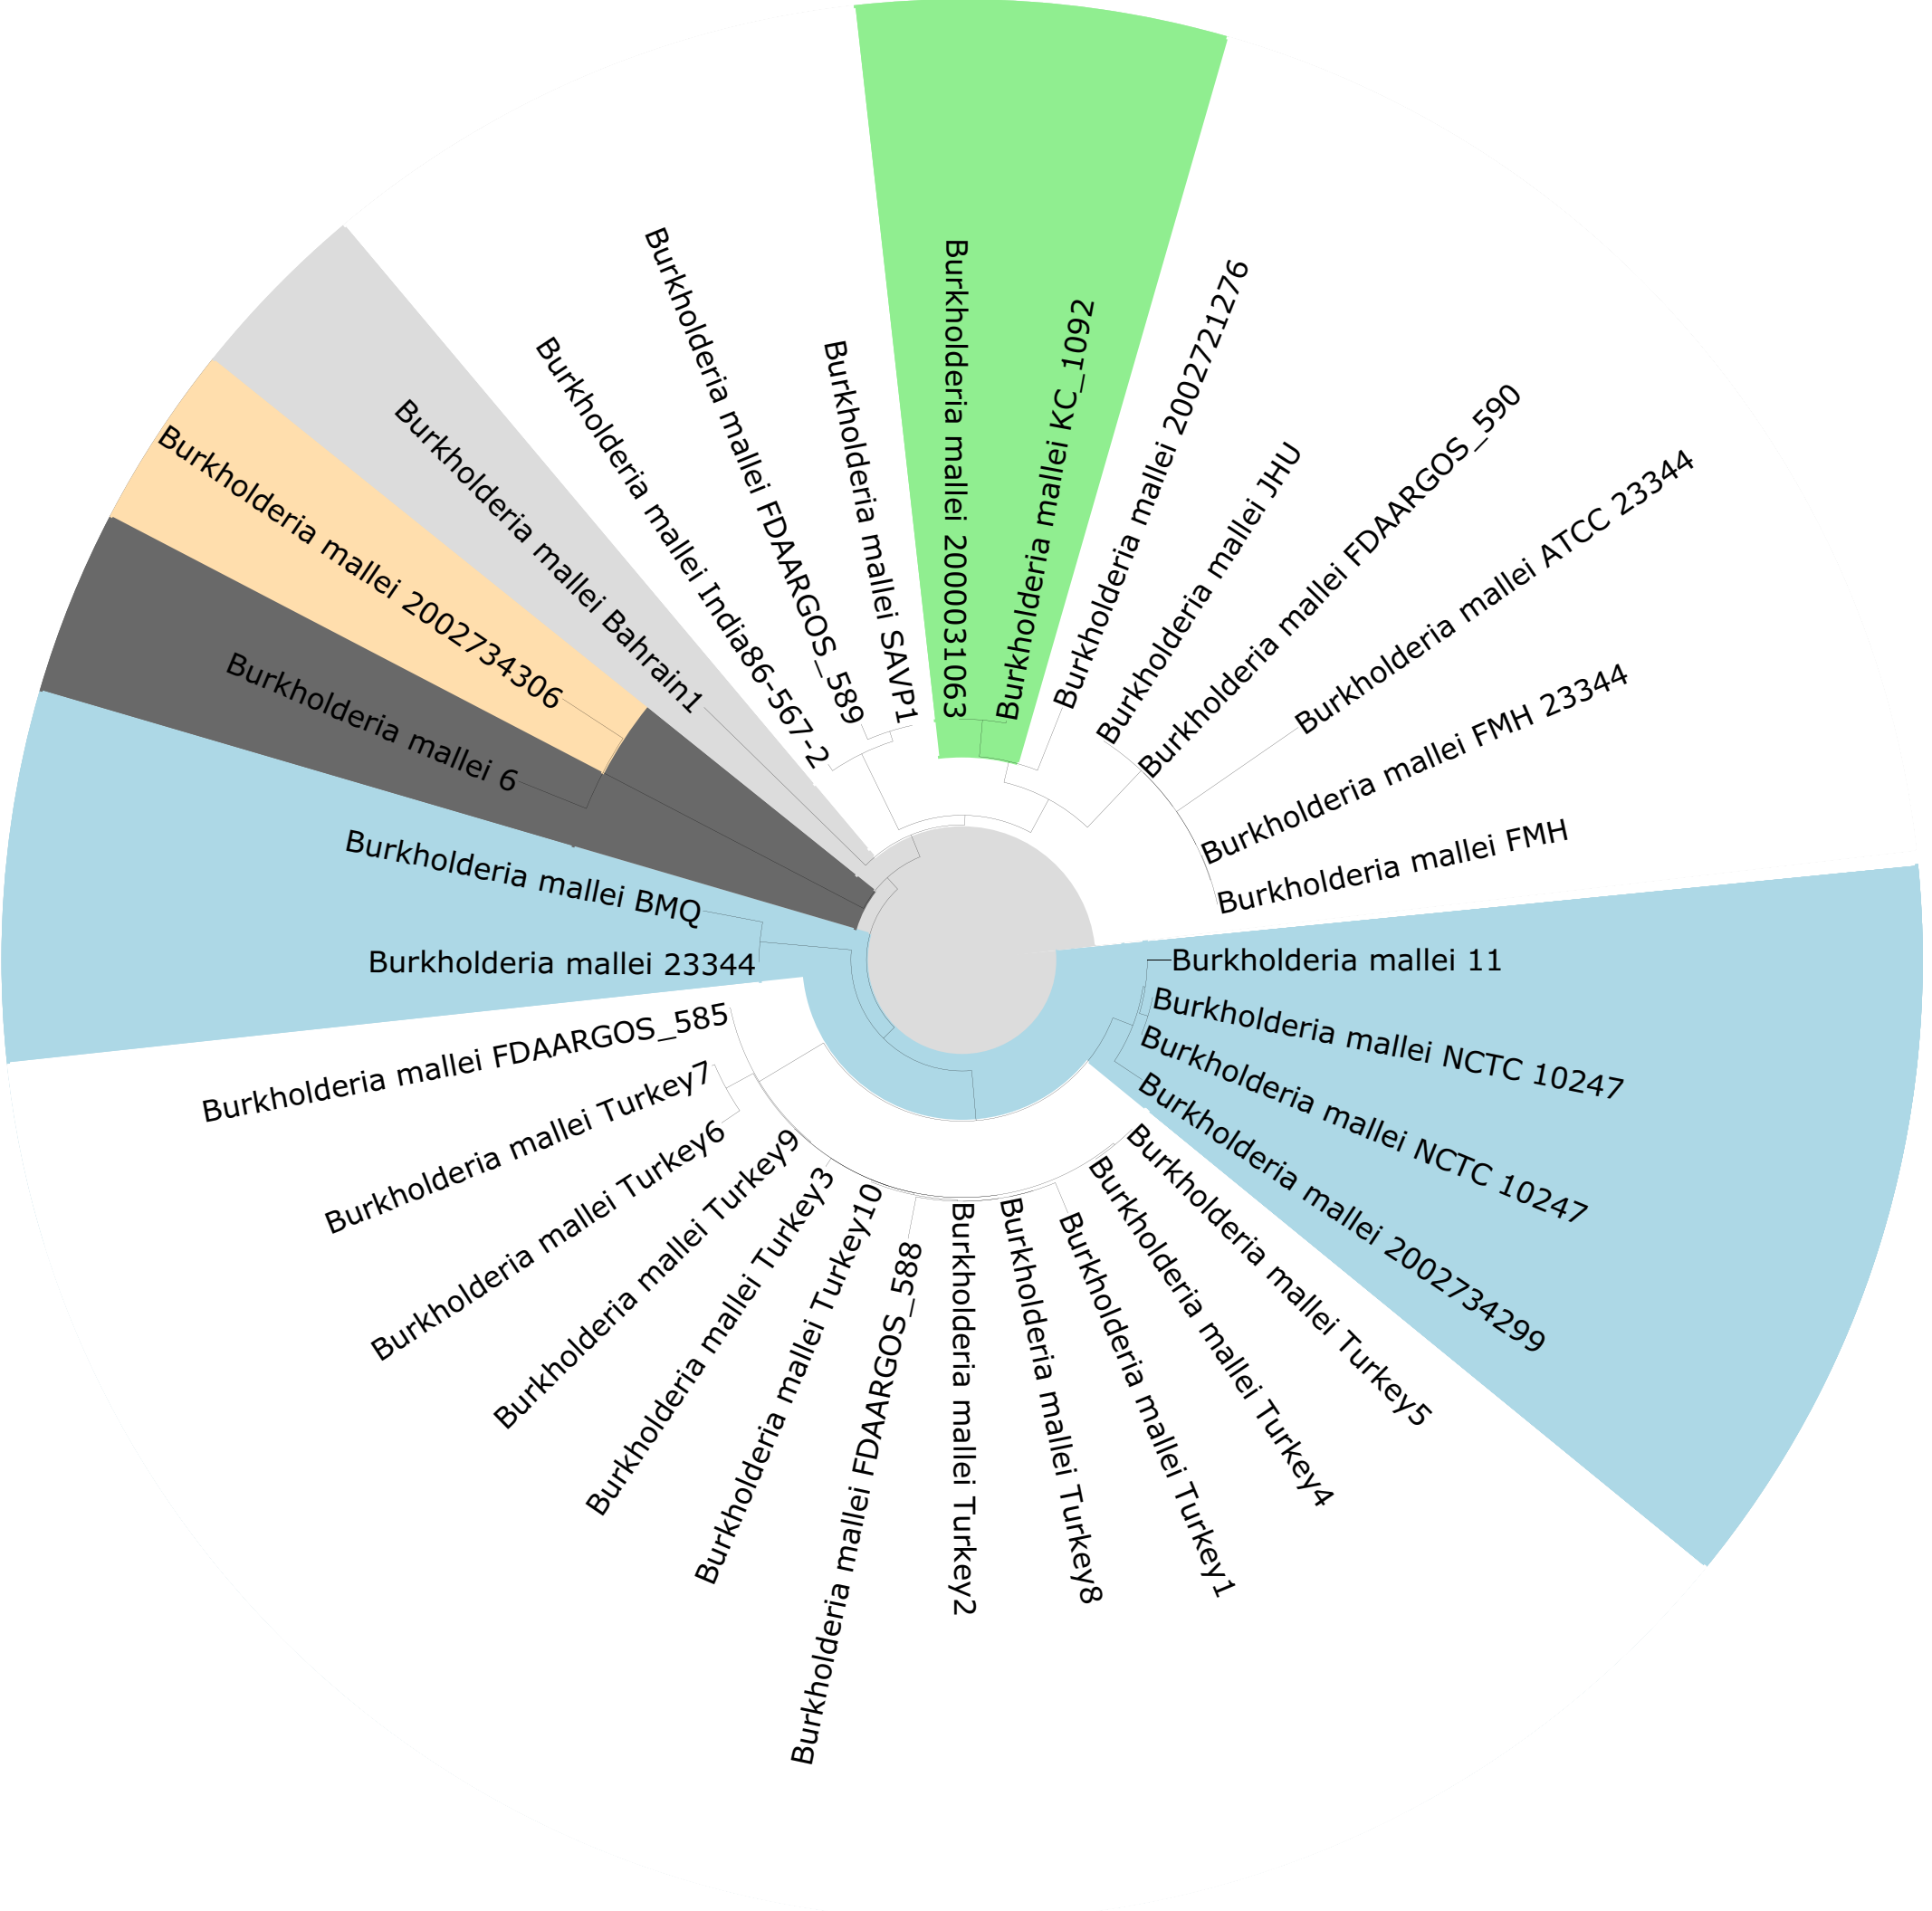 Burkholderia mallei 2000031063
Burkholderia mallei KC_1092
Burkholderia mallei 2002721276
Burkholderia mallei JHU
Burkholderia mallei FDAARGOS_590
Burkholderia mallei ATCC 23344
Burkholderia mallei FMH 23344
Burkholderia mallei FMH
Burkholderia mallei 11
Burkholderia mallei NCTC 10247
Burkholderia mallei NCTC 10247
Burkholderia mallei 2002734299
Burkholderia mallei Turkey5
Burkholderia mallei Turkey4
Burkholderia mallei Turkey1
Burkholderia mallei Turkey8
Burkholderia mallei Turkey2
Burkholderia mallei FDAARGOS_588
Burkholderia mallei Turkey10
Burkholderia mallei Turkey3
Burkholderia mallei Turkey9
Burkholderia mallei Turkey6
Burkholderia mallei Turkey7
Burkholderia mallei FDAARGOS_585
Burkholderia mallei 23344
Burkholderia mallei BMQ
Burkholderia mallei 6
Burkholderia mallei 2002734306
Burkholderia mallei Bahrain1
Burkholderia mallei India86-567-2
Burkholderia mallei FDAARGOS_589
Burkholderia mallei SAVP1